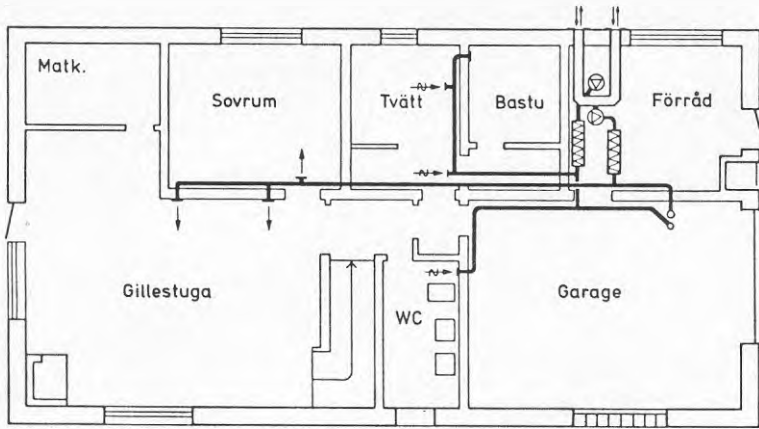 Matk.
Sovrum
Tvätt
Bastu
Förråd
Gillestuga
WC
Garage